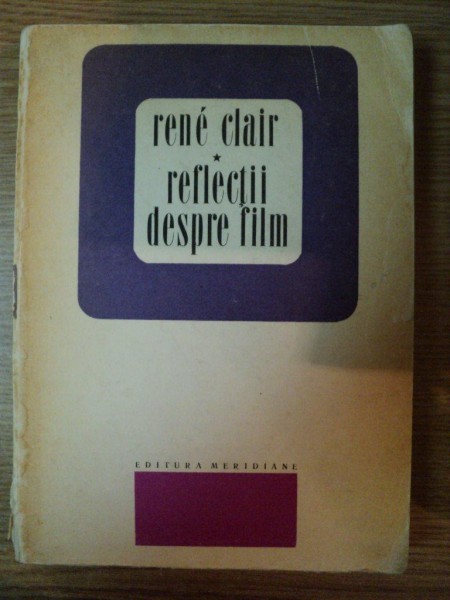 rené clair
★
reflecții
despre film
EDITURA MERIDIANE